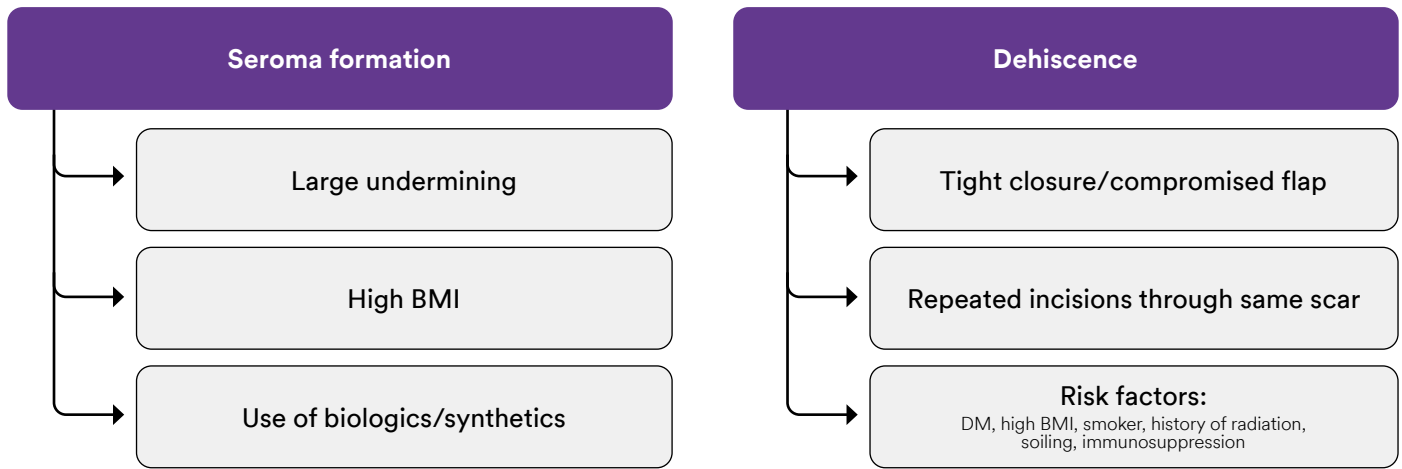 Seroma formation
Large undermining
High BMI
Use of biologics/synthetics
Dehiscence
Tight closure/compromised flap
Repeated incisions through same scar
Risk factors:
DM, high BMI, smoker, history of radiation,
soiling, immunosuppression